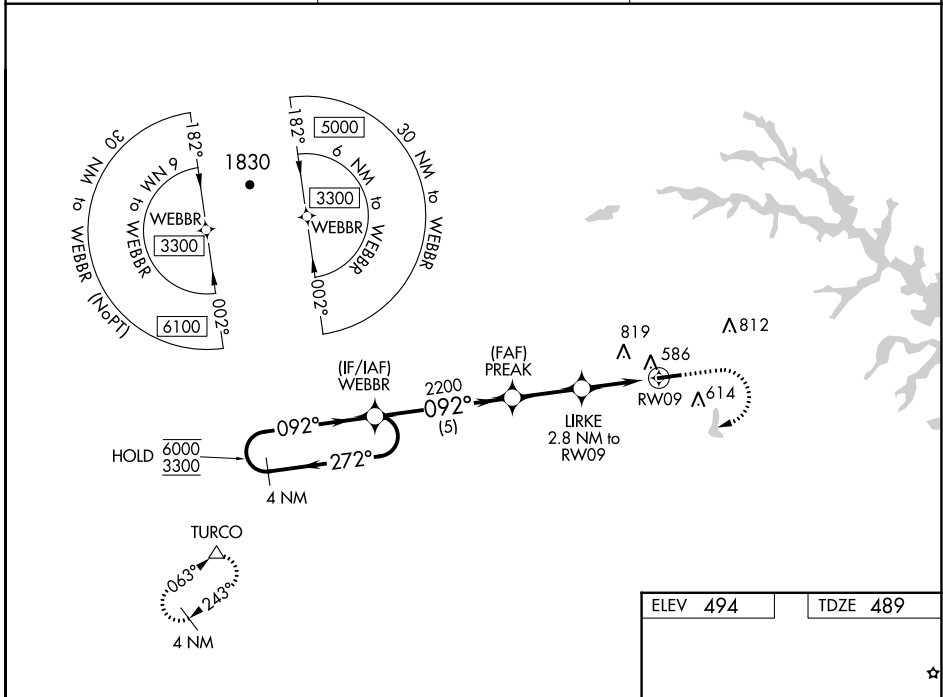 30 NM to WEBBR (NoPT)
6 NM to WEBBR
182°
WEBBR
3300
002°
6100
1830
182°
5000
30 NM to WEBBR
6 NM to WEBBR
3300
WEBBR
002°
819
812
586
614
RW09
(IF/IAF)
WEBBR
2200
092°
(5)
(FAF)
PREAK
LIRKE
2.8 NM to
RW09
092°
272°
HOLD 6000
3300
4 NM
TURCO
063°
243°
4 NM
ELEV 494
TDZE 489